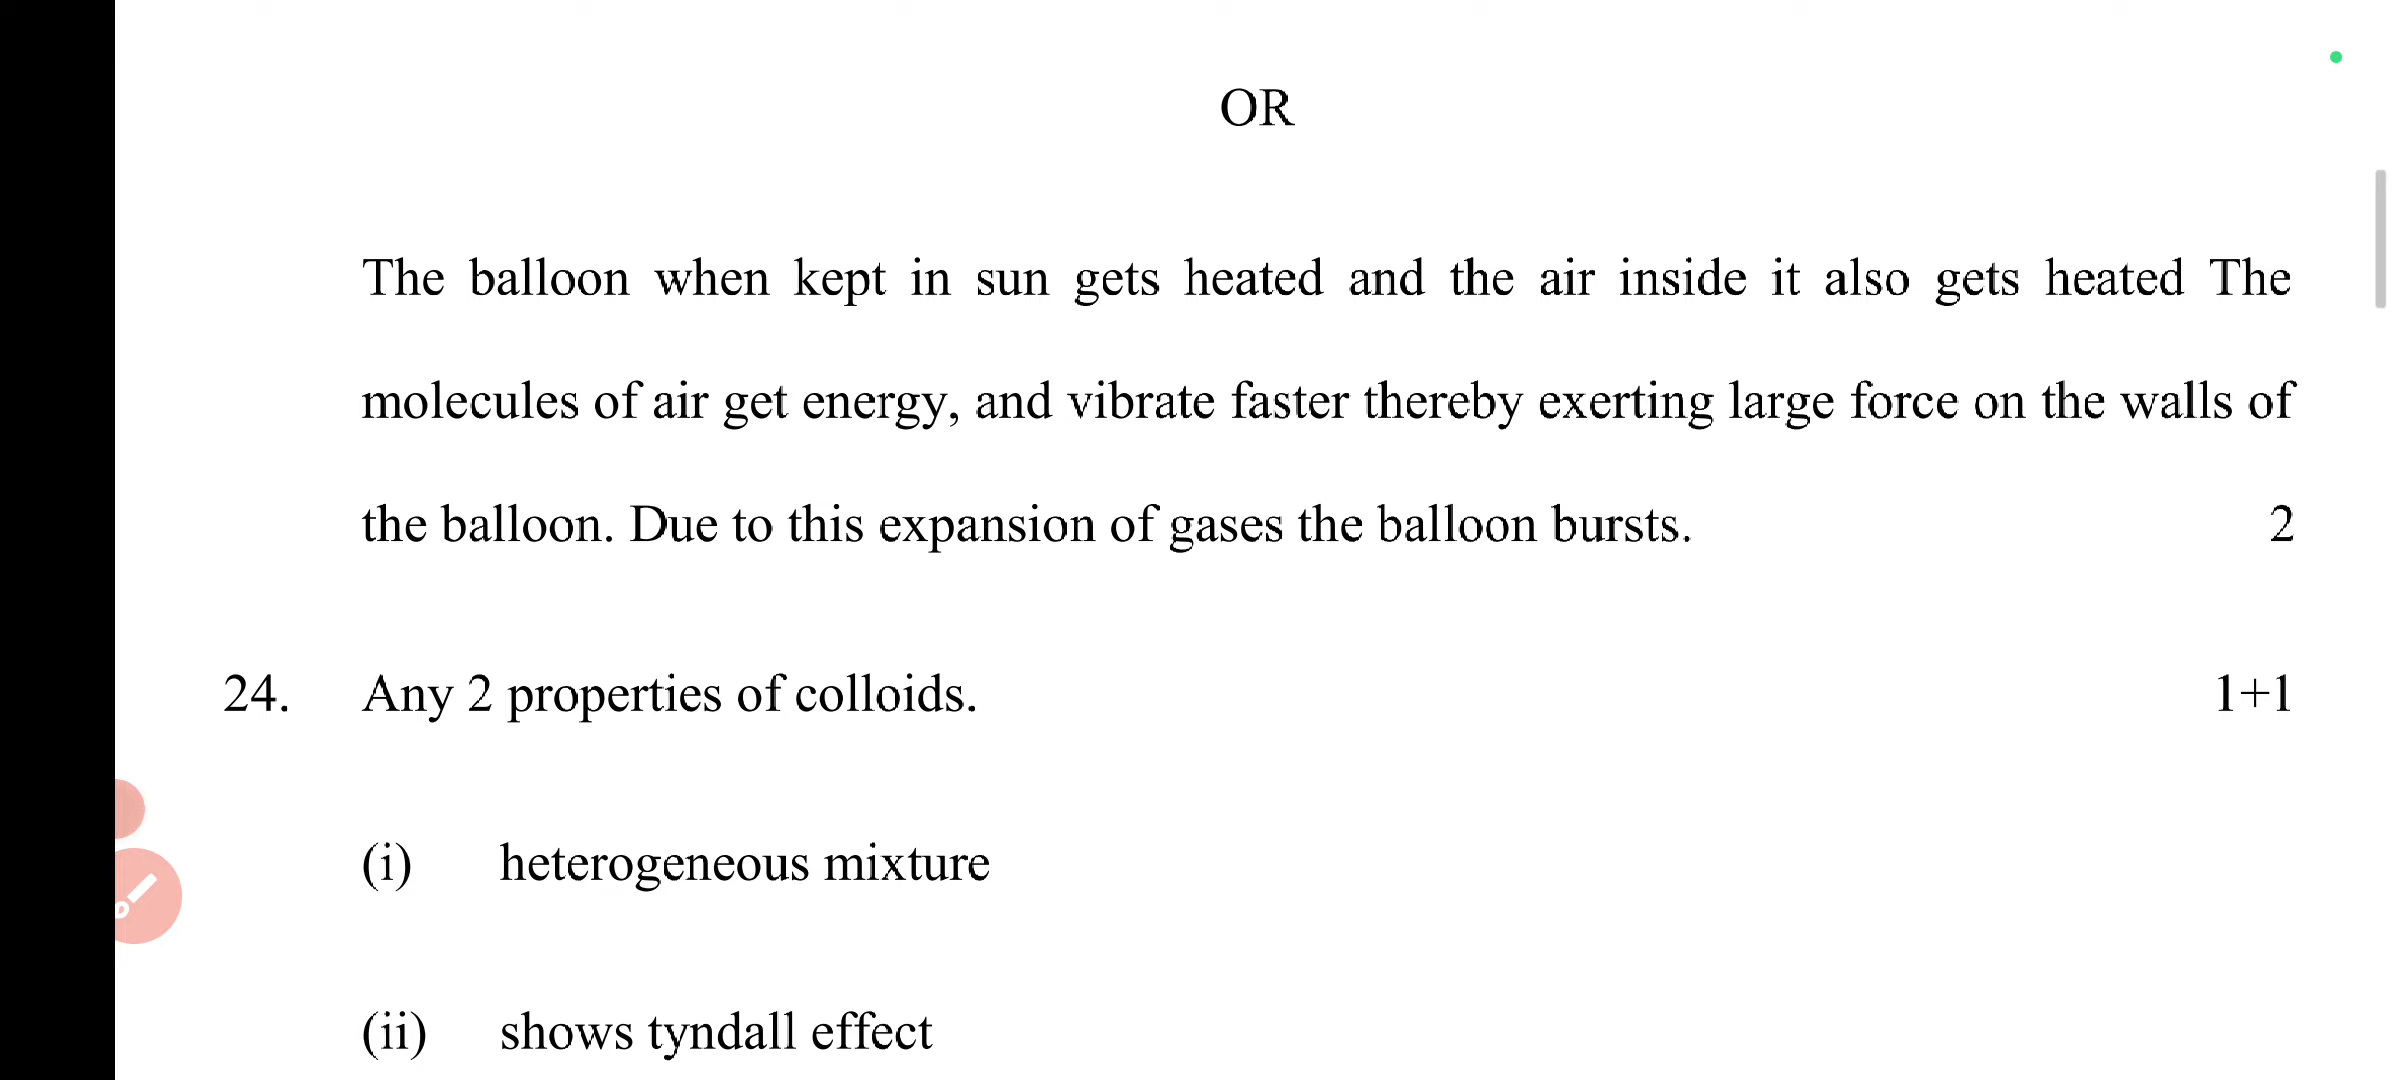 OR
The balloon when kept in sun gets heated and the air inside it also gets heated The
molecules of air get energy, and vibrate faster thereby exerting large force on the walls of
the balloon. Due to this expansion of gases the balloon bursts. 2
24. Any 2 properties of colloids. 1+1
(i) heterogeneous mixture
(ii) shows tyndall effect